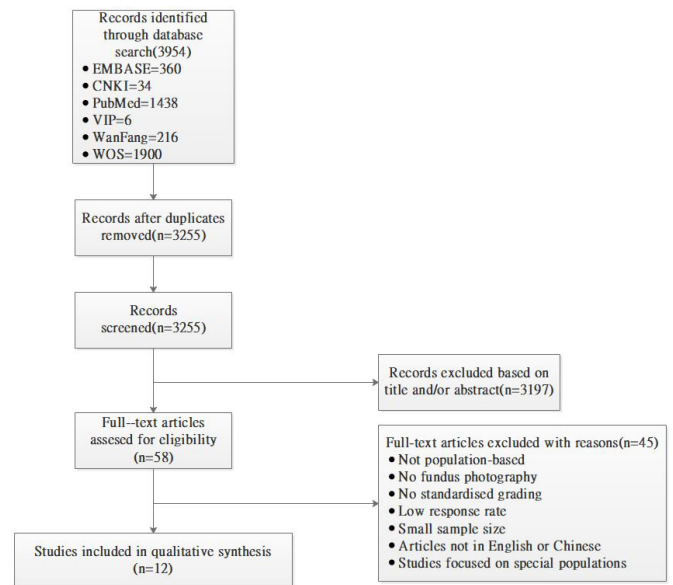 Records identified
through database
search(3954)
● EMBASE=360
● CNKI=34
● PubMed=1438
● VIP=6
● WanFang=216
● WOS=1900
Records after duplicates
removed(n=3255)
Records
screened(n=3255)
Records excluded based on
title and/or abstract(n=3197)
Full--text articles
assesed for eligibility
(n=58)
Full-text articles excluded with reasons(n=45)
● Not population-based
● No fundus photography
● No standardised grading
● Low response rate
● Small sample size
● Articles not in English or Chinese
● Studies focused on special populations
Studies included in qualitative synthesis
(n=12)